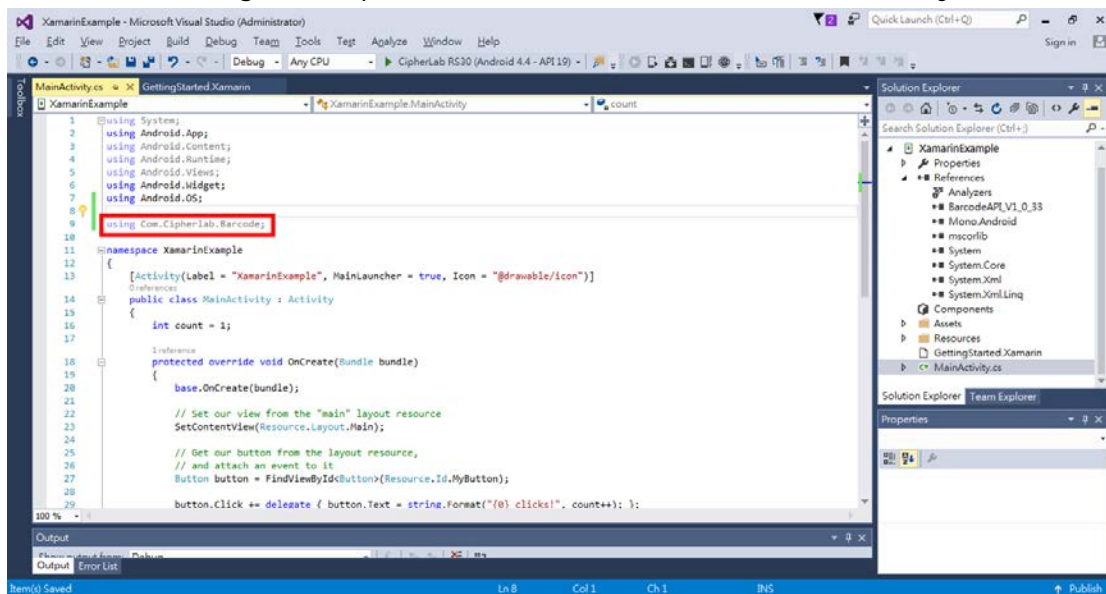 XamarinExample - Microsoft Visual Studio (Administrator)
2
Quick Launch (Ctrl+Q)
File Edit View Project Build Debug Team Tools Test Analyze Window Help
Sign in
Debug
Any CPU
CipherLab RS30 (Android 4.4 - API 19)
Toolbox
MainActivity.cs
GettingStarted.Xamarin
XamarinExample
XamarinExample.MainActivity
count
1 using System;
2 using Android.App;
3 using Android.Content;
4 using Android.Runtime;
5 using Android.Views;
6 using Android.Widget;
7 using Android.OS;
8
9 using Com.Cipherlab.Barcode;
10
11 namespace XamarinExample
12 {
13 [Activity(Label = "XamarinExample", MainLauncher = true, Icon = "@drawable/icon")]
0 references
14 public class MainActivity : Activity
15 {
16 int count = 1;
17
1 reference
18 protected override void OnCreate(Bundle bundle)
19 {
20 base.OnCreate(bundle);
21
22 // Set our view from the "main" layout resource
23 SetContentView(Resource.Layout.Main);
24
25 // Get our button from the layout resource,
26 // and attach an event to it
27 Button button = FindViewById<Button>(Resource.Id.MyButton);
28
29 button.Click += delegate { button.Text = string.Format("{0} clicks!", count++); };
100 %
Output
Show output from: Debug
Output Error List
Solution Explorer
Search Solution Explorer (Ctrl+;)
XamarinExample
Properties
References
Analyzers
BarcodeAPI_V1_0_33
Mono.Android
mscorlib
System
System.Core
System.Xml
System.Xml.Linq
Components
Assets
Resources
GettingStarted.Xamarin
C# MainActivity.cs
Solution Explorer Team Explorer
Properties
Item(s) Saved
Ln 8
Col 1
Ch 1
INS
Publish